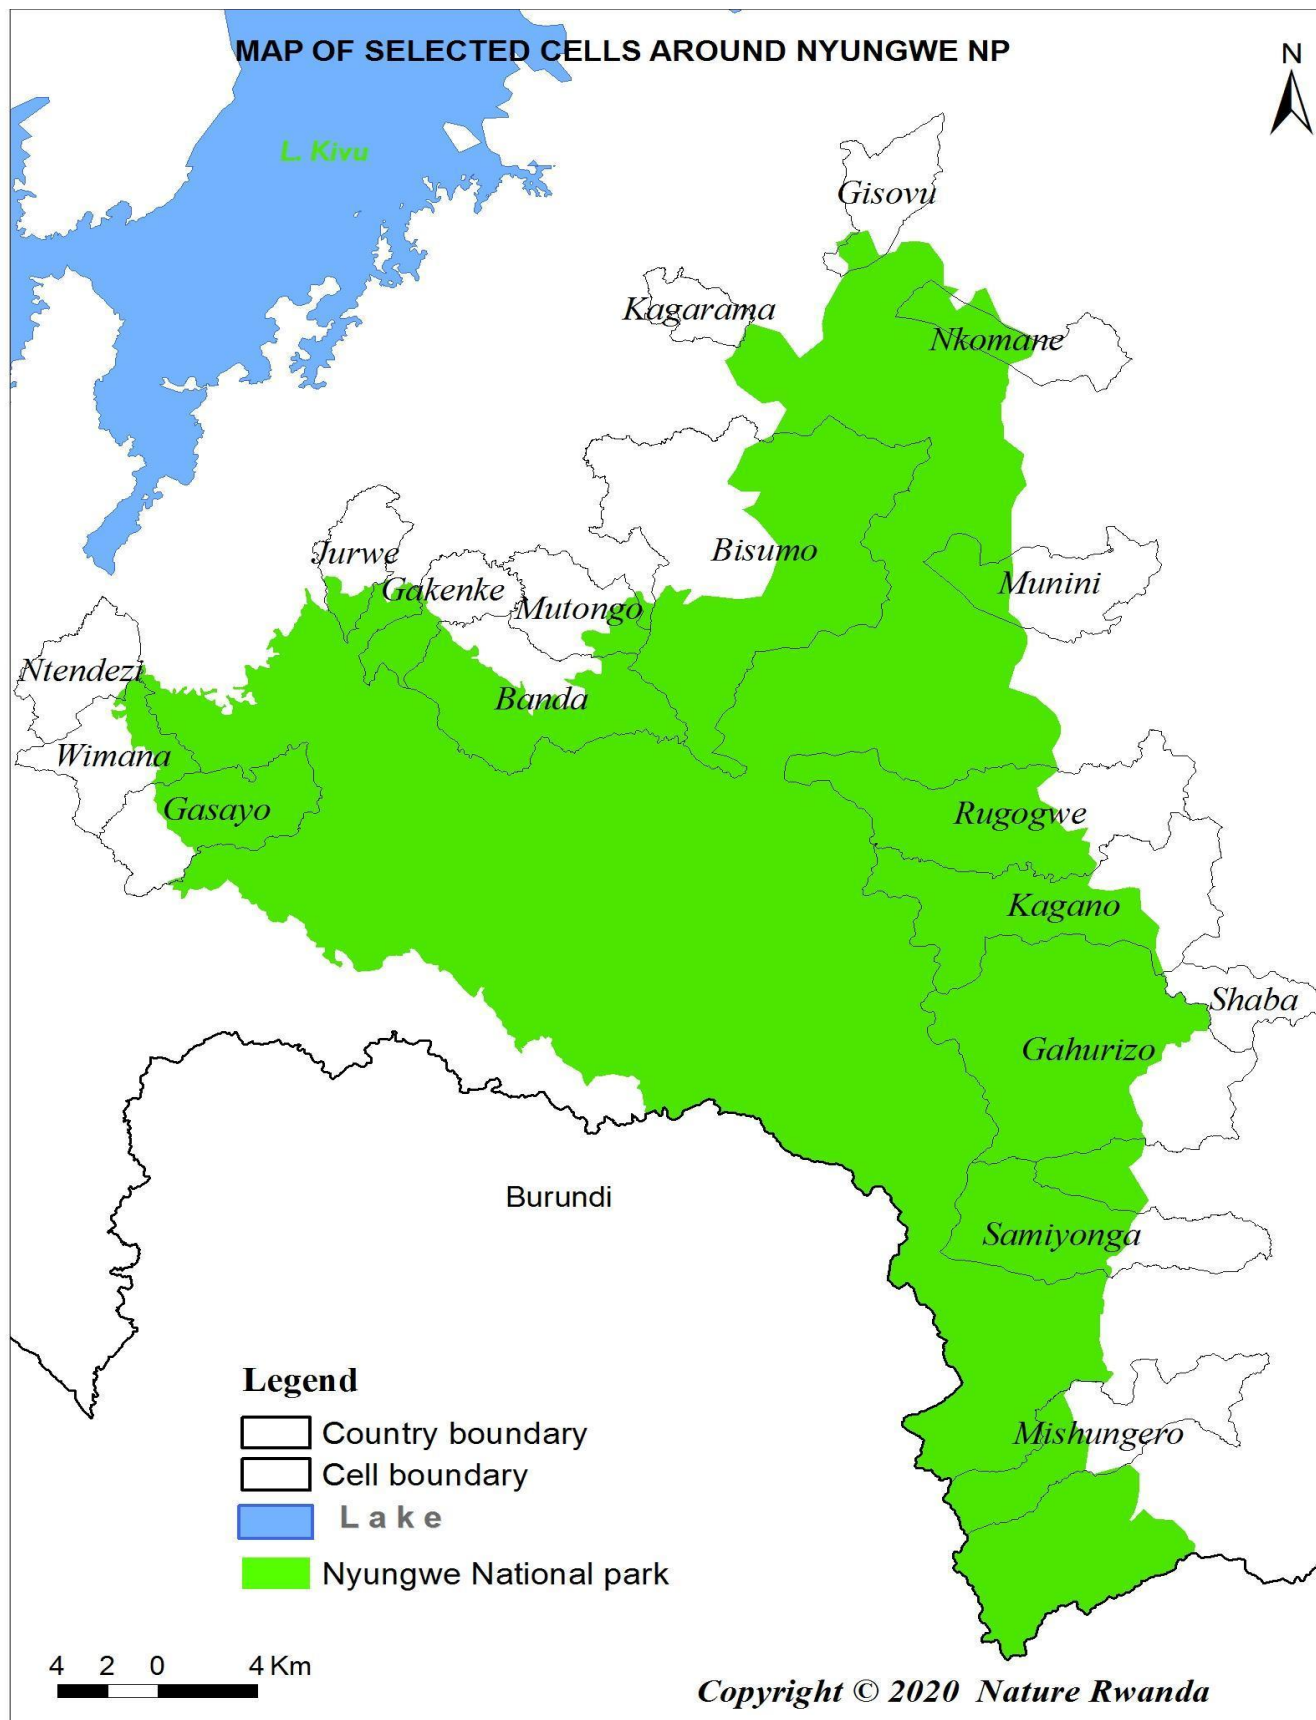 MAP OF SELECTED CELLS AROUND NYUNGWE NP
N
L. Kivu
Gisovu
Kagarama
Nkomane
Bisumo
Jurwe
Gakenke
Mutongo
Munini
Ntendezi
Banda
Wimana
Gasayo
Rugogwe
Kagano
Shaba
Gahurizo
Burundi
Samiyonga
Mishungero
Legend
Country boundary
Cell boundary
Lake
Nyungwe National park
4 2 0 4 Km
Copyright © 2020 Nature Rwanda